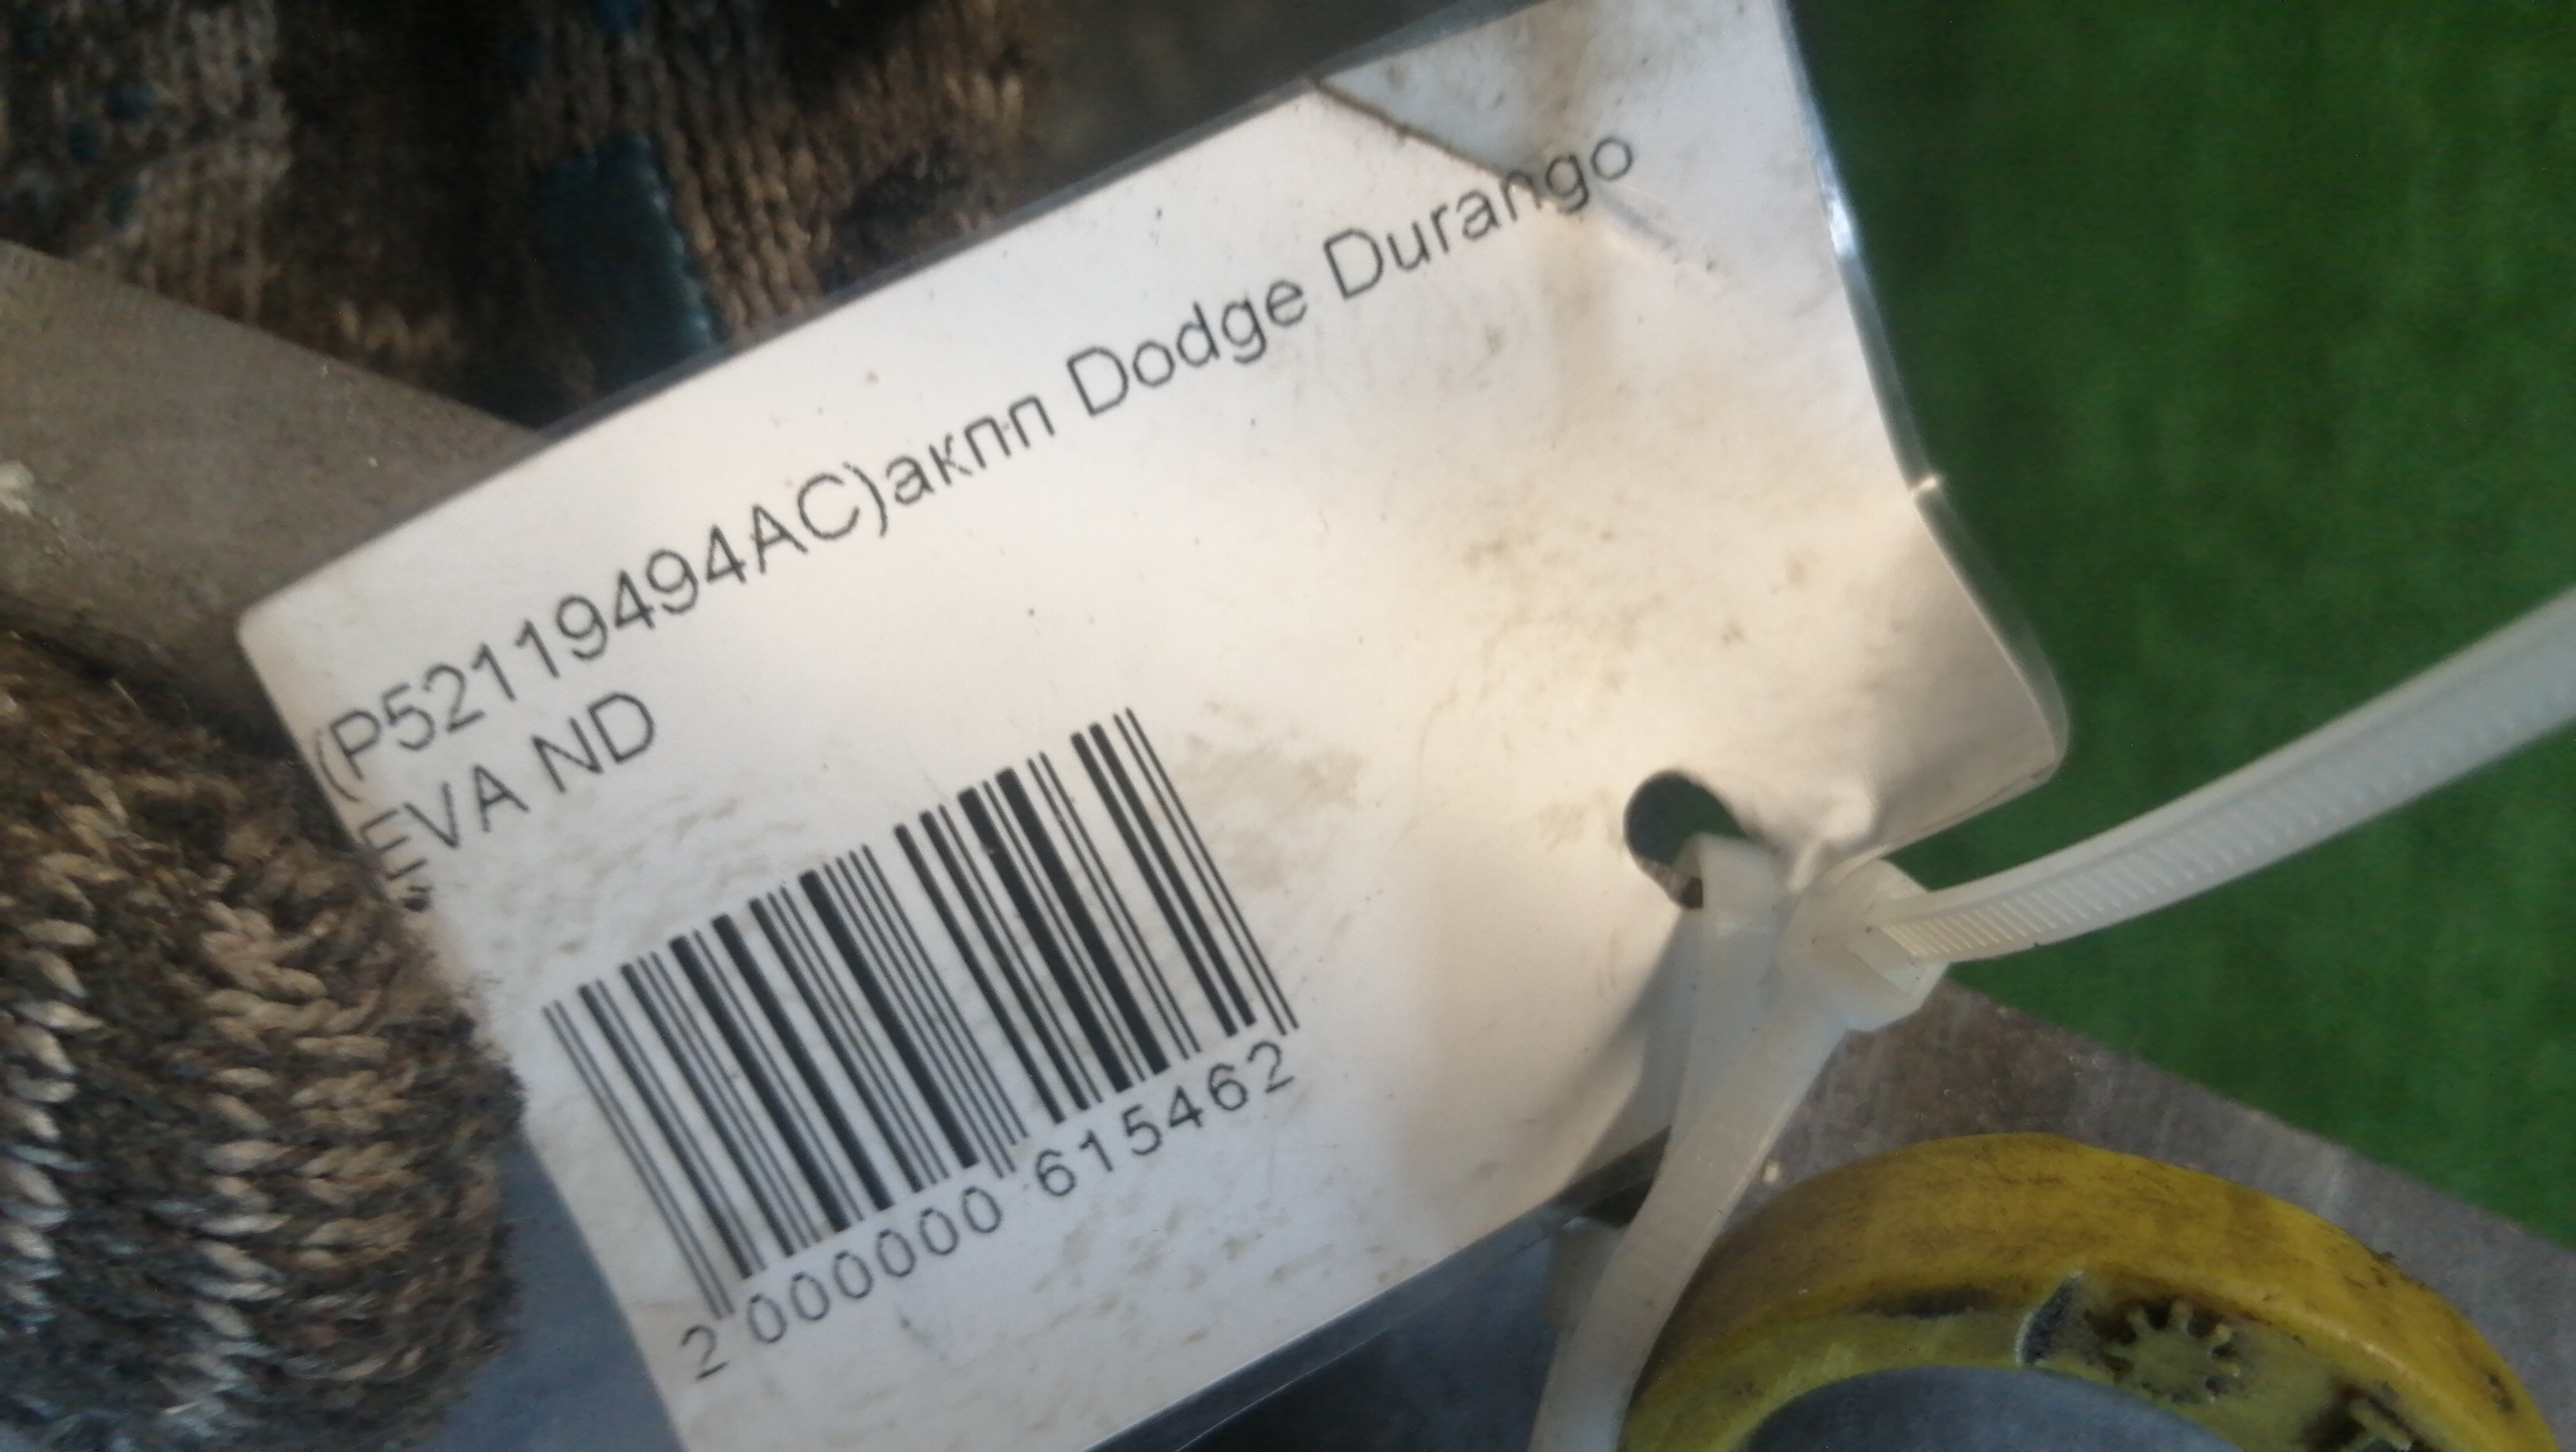 (P52119494AC)акпп Dodge Durango
EVA ND
2 000000 615462